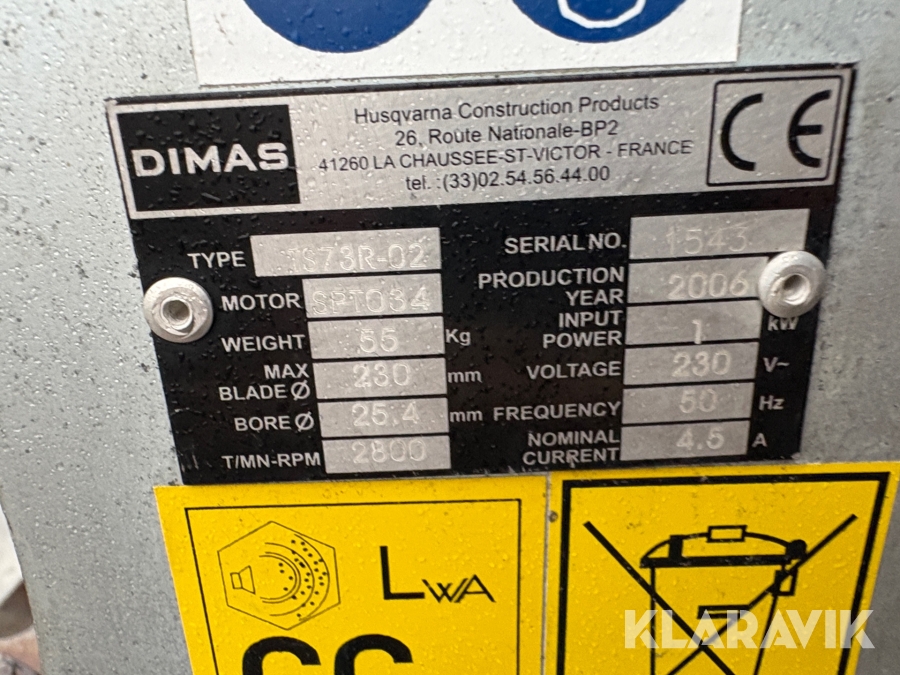 DIMAS
Husqvarna Construction Products
26, Route Nationale-BP2
41260 LA CHAUSSEE-ST-VICTOR - FRANCE
tel. :(33)02.54.56.44.00
CE
TYPE TS73R-02
MOTOR SPT034
WEIGHT 55 Kg
MAX BLADE Ø 230 mm
BORE Ø 25.4 mm
T/MN-RPM 2800
SERIAL NO. 1543
PRODUCTION YEAR 2006
INPUT POWER 1 kW
VOLTAGE 230 V~
FREQUENCY 50 Hz
NOMINAL CURRENT 4.5 A
LWA
KLARAVIK